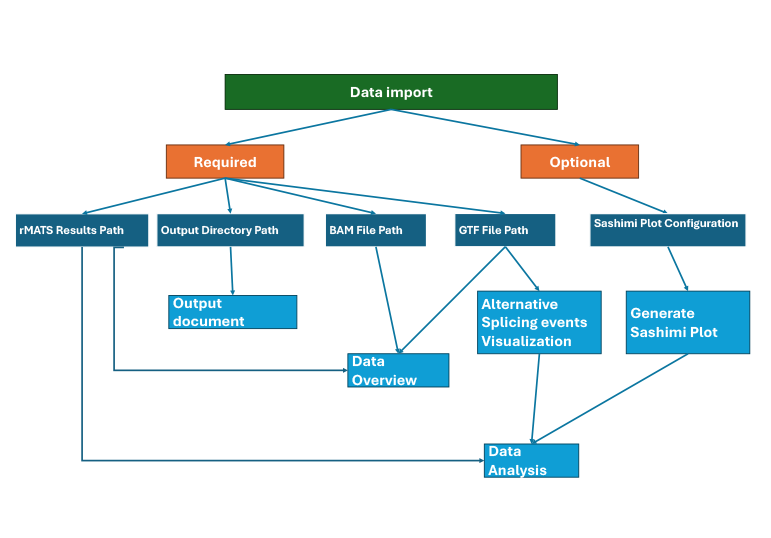 Data import
Required
Optional
rMATS Results Path
Output Directory Path
BAM File Path
GTF File Path
Sashimi Plot Configuration
Output
document
Alternative
Splicing events
Visualization
Generate
Sashimi Plot
Data
Overview
Data
Analysis